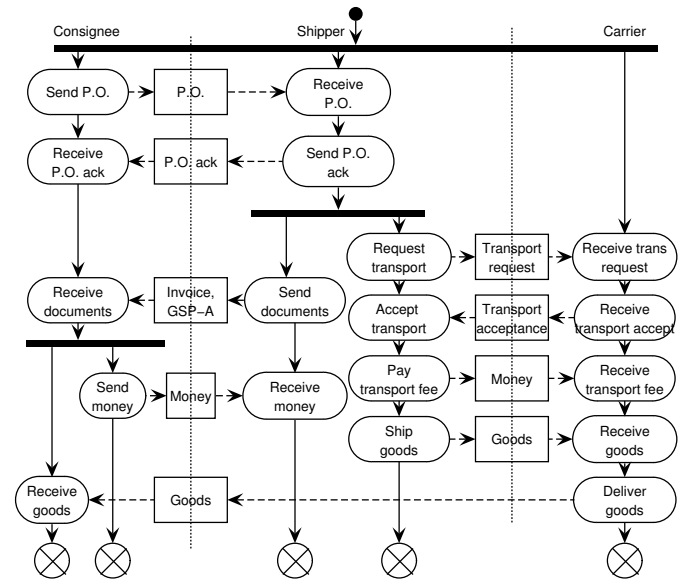 Consignee
Shipper
Carrier
Send P.O.
P.O.
Receive
P.O.
Receive
P.O. ack
P.O. ack
Send P.O.
ack
Request
transport
Transport
request
Receive trans
request
Receive
documents
Invoice,
GSP–A
Send
documents
Accept
transport
Transport
acceptance
Receive
transport accept
Send
money
Money
Receive
money
Pay
transport fee
Money
Receive
transport fee
Ship
goods
Goods
Receive
goods
Receive
goods
Goods
Deliver
goods